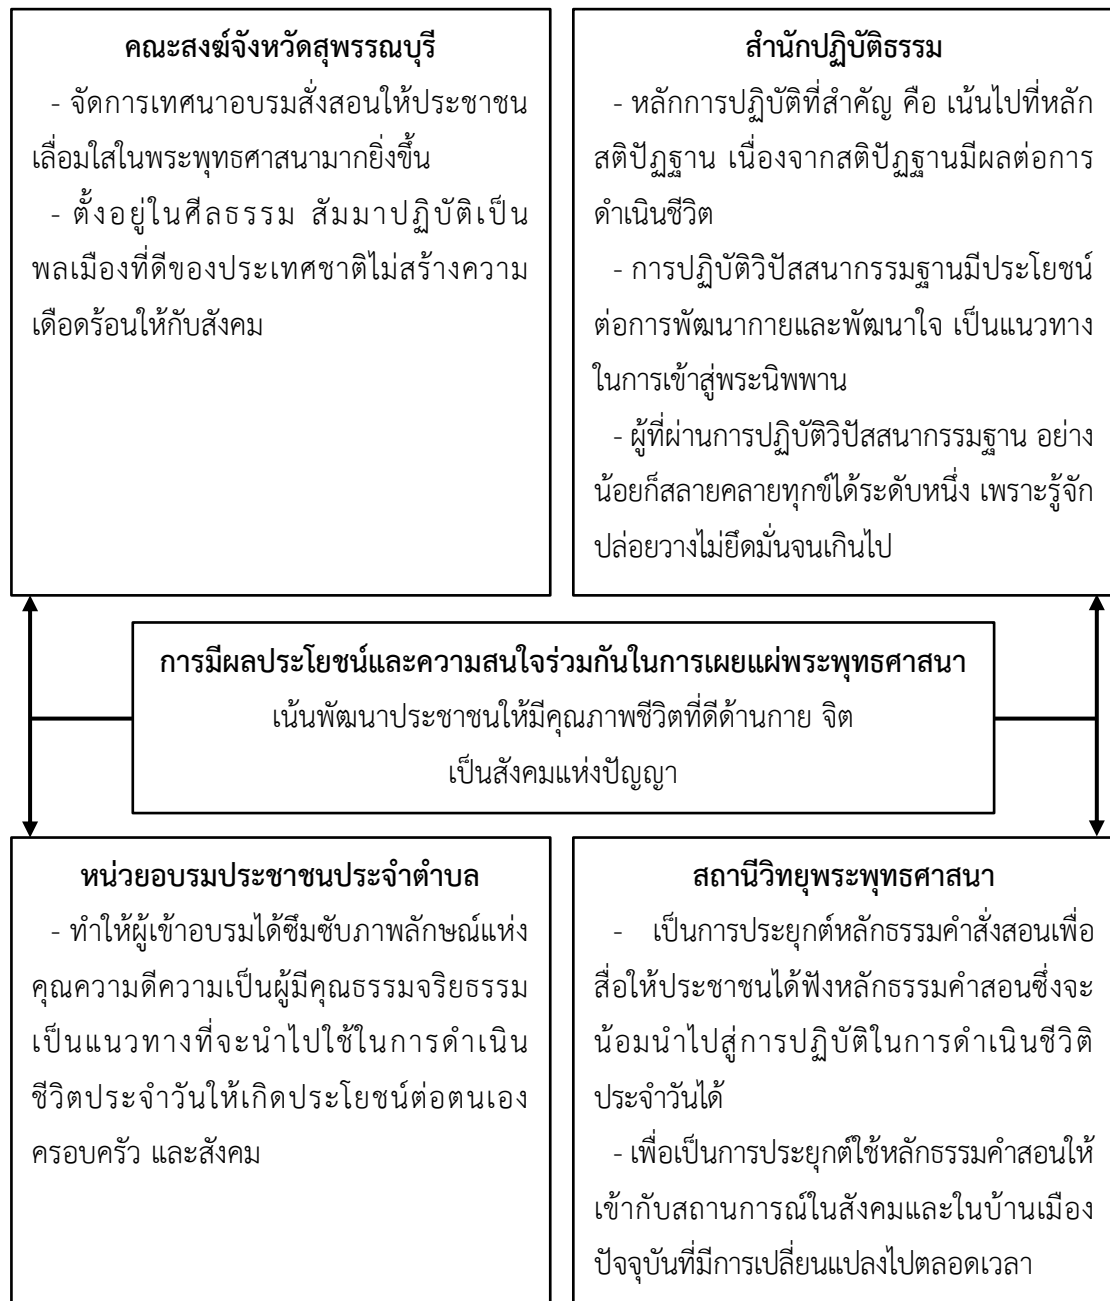 คณะสงฆ์จังหวัดสุพรรณบุรี
- จัดการเทศนาอบรมสั่งสอนให้ประชาชน
เลื่อมใสในพระพุทธศาสนามากยิ่งขึ้น
- ตั้งอยู่ในศีลธรรม สัมมาปฏิบัติเป็น
พลเมืองที่ดีของประเทศชาติไม่สร้างความ
เดือดร้อนให้กับสังคม
สำนักปฏิบัติธรรม
- หลักการปฏิบัติที่สำคัญ คือ เน้นไปที่หลัก
สติปัฏฐาน เนื่องจากสติปัฏฐานมีผลต่อการ
ดำเนินชีวิต
- การปฏิบัติวิปัสสนากรรมฐานมีประโยชน์
ต่อการพัฒนากายและพัฒนาใจ เป็นแนวทาง
ในการเข้าสู่พระนิพพาน
- ผู้ที่ผ่านการปฏิบัติวิปัสสนากรรมฐาน อย่าง
น้อยก็สลายคลายทุกข์ได้ระดับหนึ่ง เพราะรู้จัก
ปล่อยวางไม่ยึดมั่นจนเกินไป
การมีผลประโยชน์และความสนใจร่วมกันในการเผยแผ่พระพุทธศาสนา
เน้นพัฒนาประชาชนให้มีคุณภาพชีวิตที่ดีด้านกาย จิต
เป็นสังคมแห่งปัญญา
หน่วยอบรมประชาชนประจำตำบล
- ทำให้ผู้เข้าอบรมได้ซึมซับภาพลักษณ์แห่ง
คุณความดีความเป็นผู้มีคุณธรรมจริยธรรม
เป็นแนวทางที่จะนำไปใช้ในการดำเนิน
ชีวิตประจำวันให้เกิดประโยชน์ต่อตนเอง
ครอบครัว และสังคม
สถานีวิทยุพระพุทธศาสนา
- เป็นการประยุกต์หลักธรรมคำสั่งสอนเพื่อ
สื่อให้ประชาชนได้ฟังหลักธรรมคำสอนซึ่งจะ
น้อมนำไปสู่การปฏิบัติในการดำเนินชีวิติ
ประจำวันได้
- เพื่อเป็นการประยุกต์ใช้หลักธรรมคำสอนให้
เข้ากับสถานการณ์ในสังคมและในบ้านเมือง
ปัจจุบันที่มีการเปลี่ยนแปลงไปตลอดเวลา